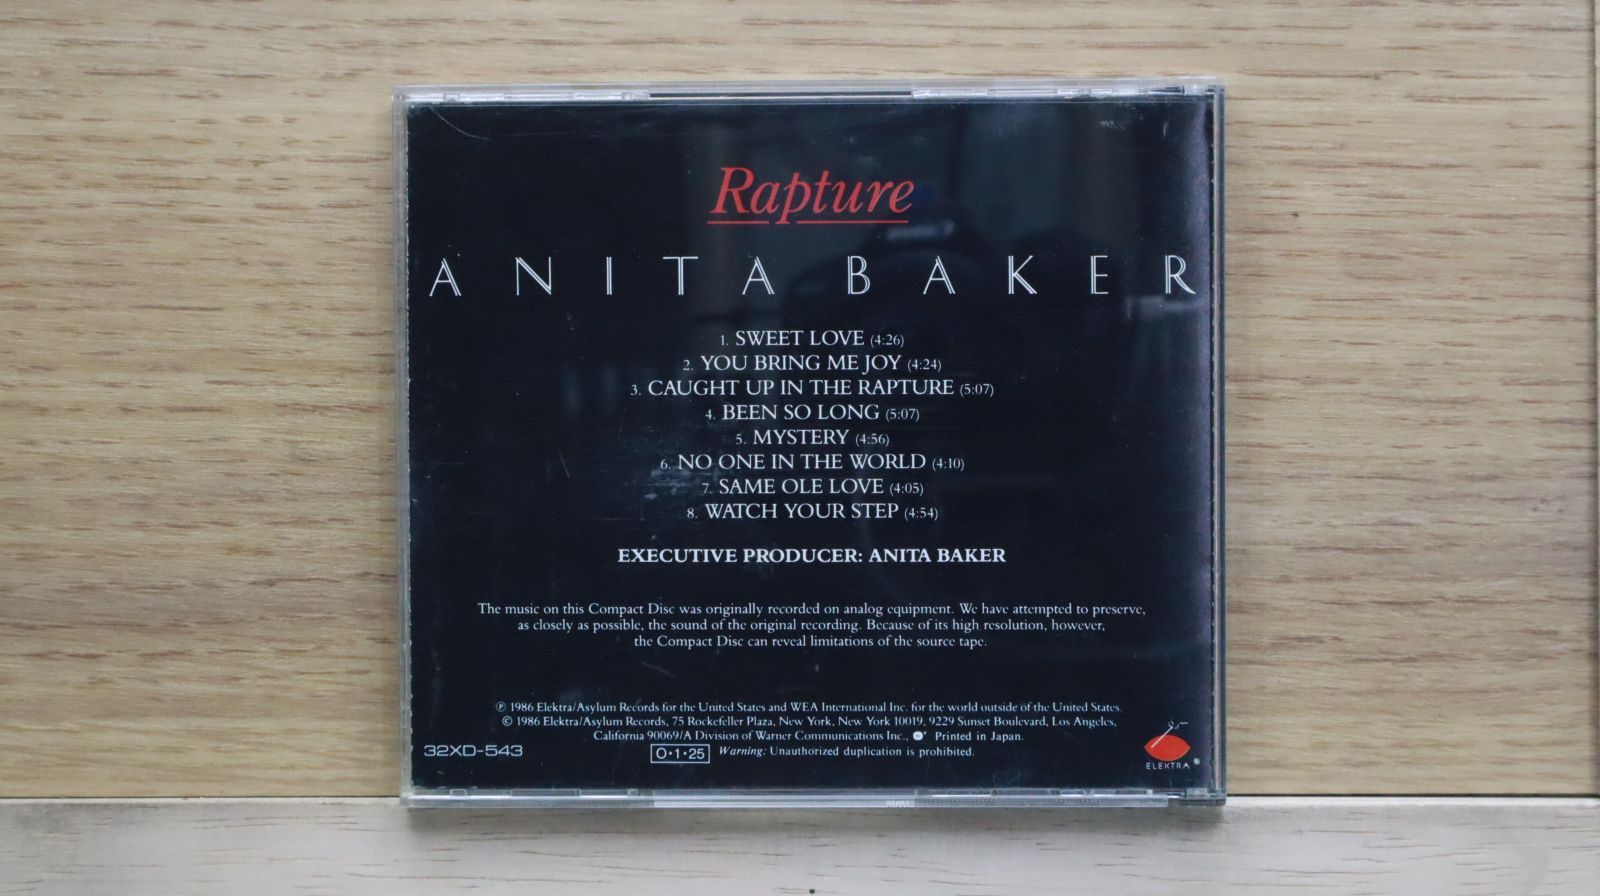 Rapture
ANITA BAKER
1. SWEET LOVE (4:26)
2. YOU BRING ME JOY (4:24)
3. CAUGHT UP IN THE RAPTURE (5:07)
4. BEEN SO LONG (5:07)
5. MYSTERY (4:56)
6. NO ONE IN THE WORLD (4:10)
7. SAME OLE LOVE (4:05)
8. WATCH YOUR STEP (4:54)
EXECUTIVE PRODUCER: ANITA BAKER
The music on this Compact Disc was originally recorded on analog equipment. We have attempted to preserve,
as closely as possible, the sound of the original recording. Because of its high resolution, however,
the Compact Disc can reveal limitations of the source tape.
℗ 1986 Elektra/Asylum Records for the United States and WEA International Inc. for the world outside of the United States.
© 1986 Elektra/Asylum Records, 75 Rockefeller Plaza, New York, New York 10019, 9229 Sunset Boulevard, Los Angeles,
California 90069/A Division of Warner Communications Inc., Printed in Japan.
32XD-543
O•1•25 Warning: Unauthorized duplication is prohibited.
ELEKTRA®